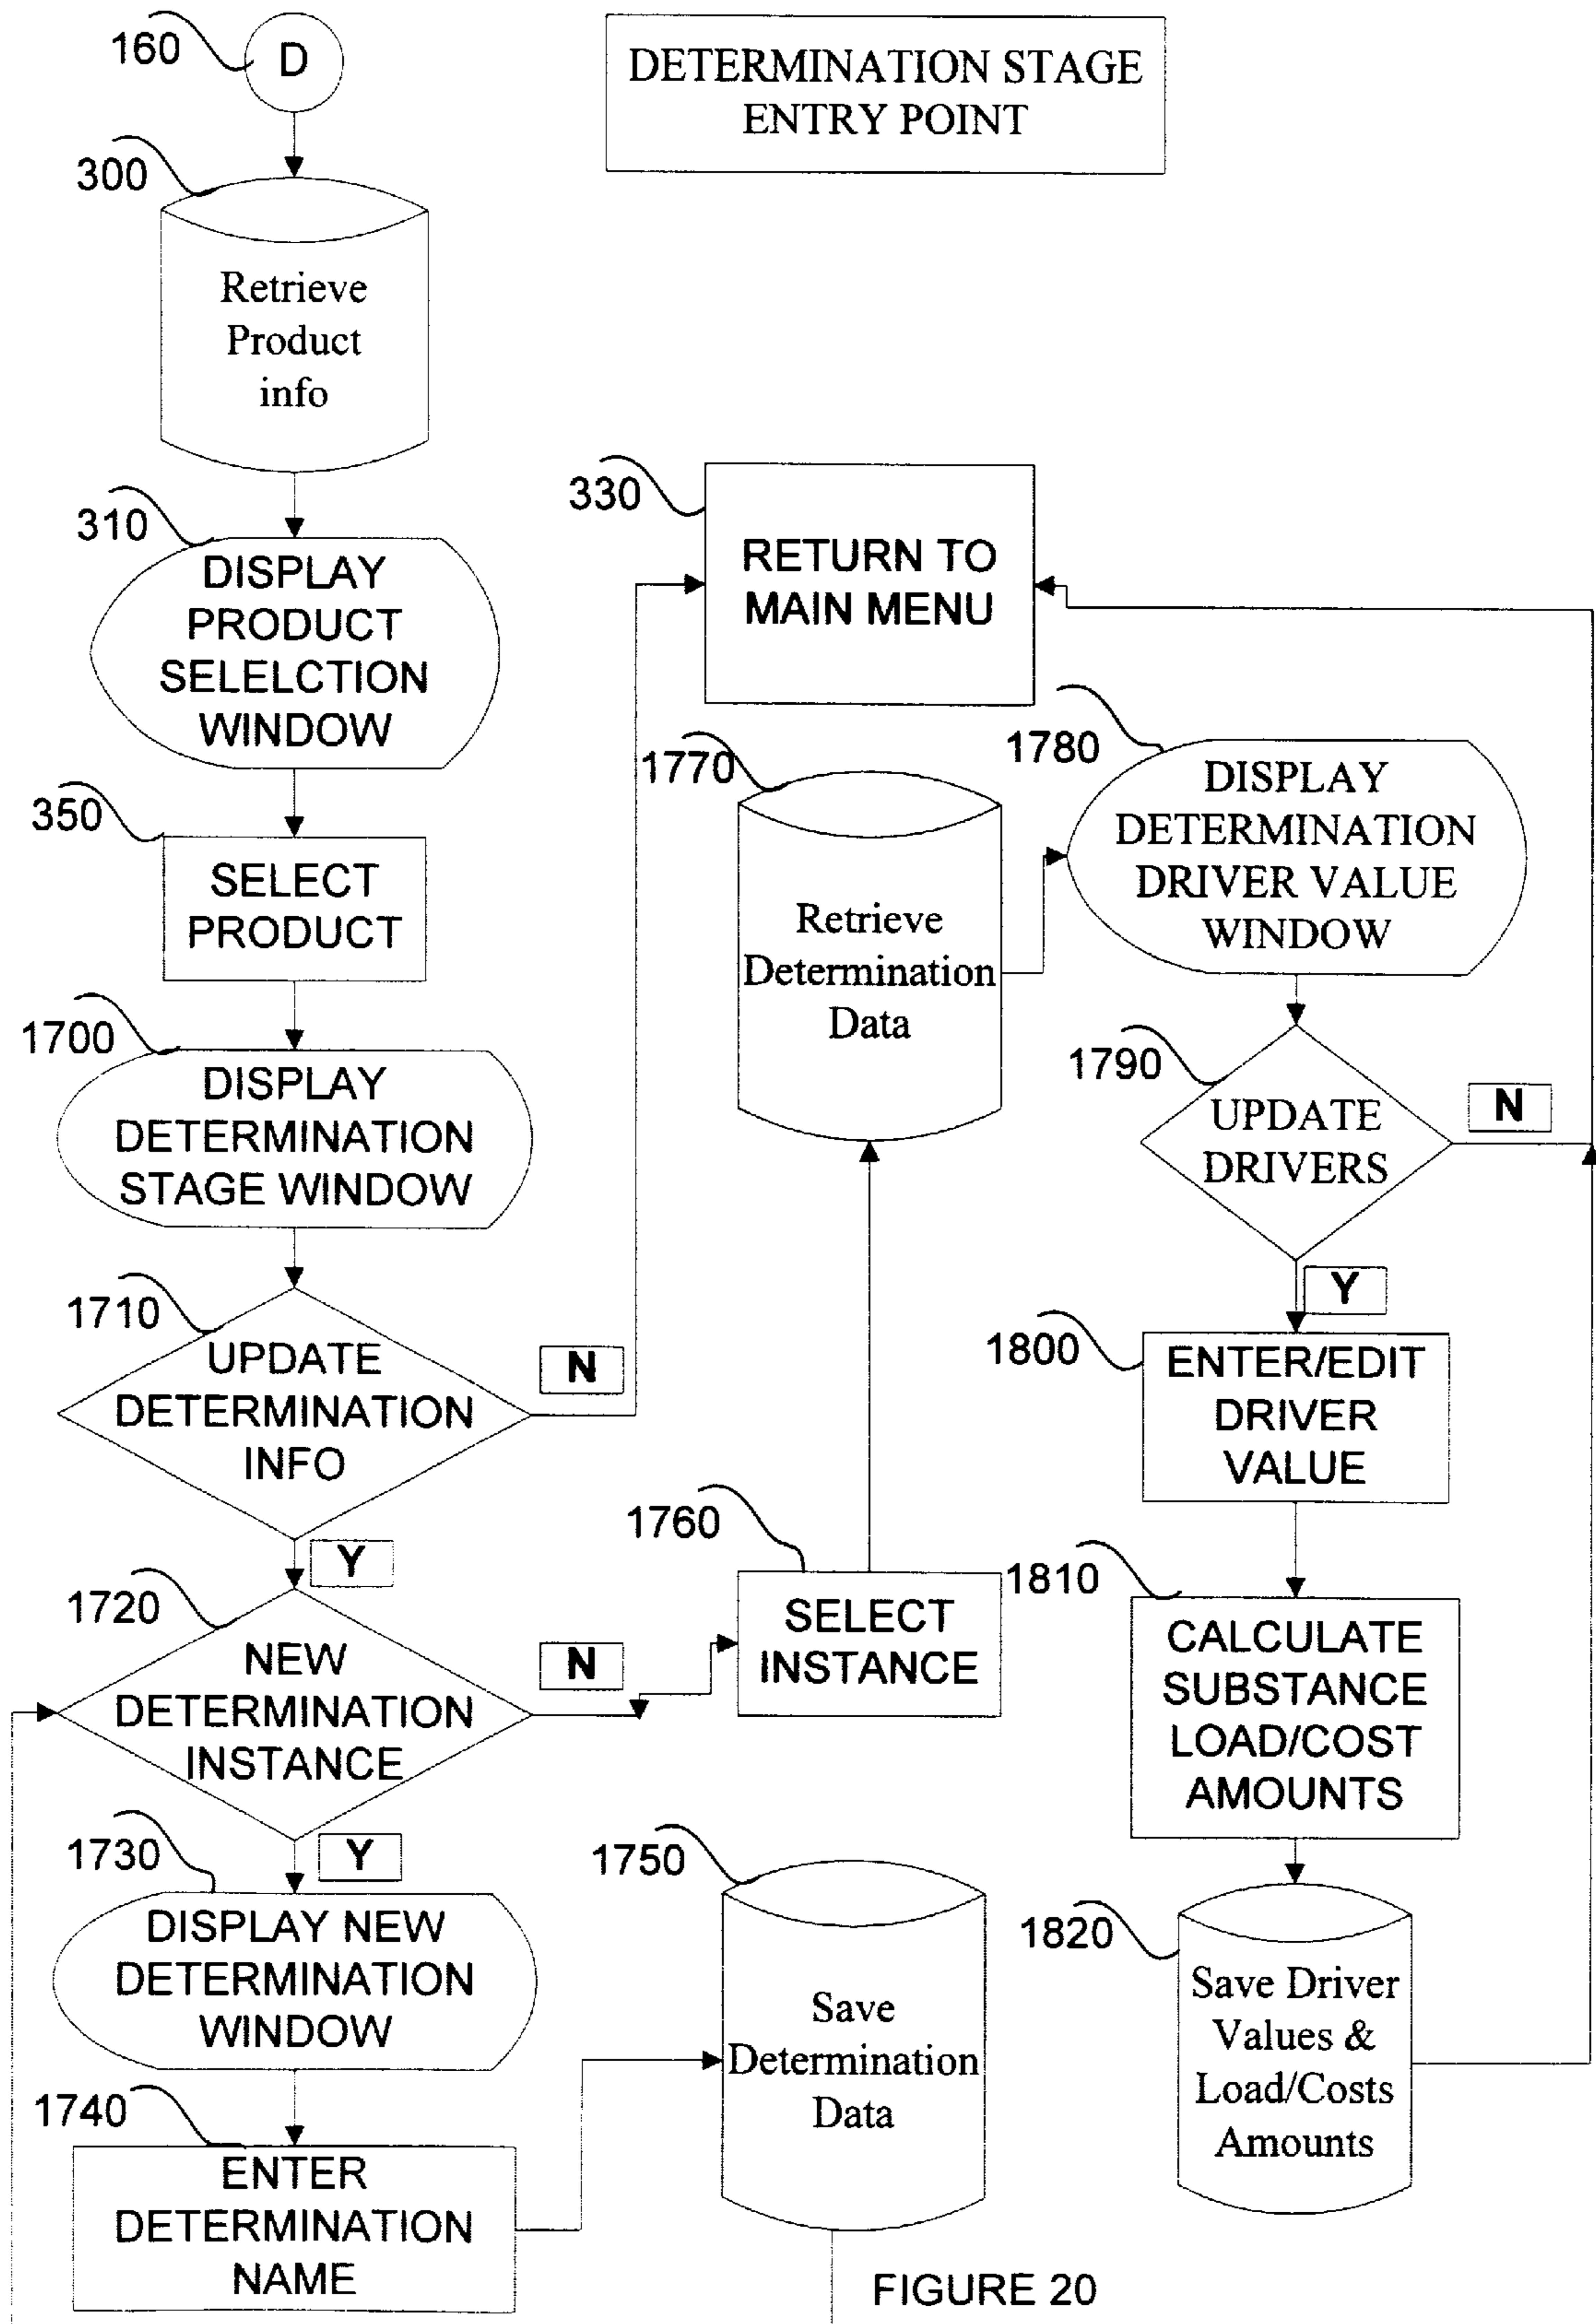 160
D
DETERMINATION STAGE
ENTRY POINT
300
Retrieve
Product
info
310
DISPLAY
PRODUCT
SELELCTION
WINDOW
330
RETURN TO
MAIN MENU
350
SELECT
PRODUCT
1770
Retrieve
Determination
Data
1780
DISPLAY
DETERMINATION
DRIVER VALUE
WINDOW
1700
DISPLAY
DETERMINATION
STAGE WINDOW
1790
UPDATE
DRIVERS
N
Y
1710
UPDATE
DETERMINATION
INFO
N
Y
1800
ENTER/EDIT
DRIVER
VALUE
1720
NEW
DETERMINATION
INSTANCE
N
Y
1760
SELECT
INSTANCE
1810
CALCULATE
SUBSTANCE
LOAD/COST
AMOUNTS
1730
DISPLAY NEW
DETERMINATION
WINDOW
1750
Save
Determination
Data
1820
Save Driver
Values &
Load/Costs
Amounts
1740
ENTER
DETERMINATION
NAME
FIGURE 20